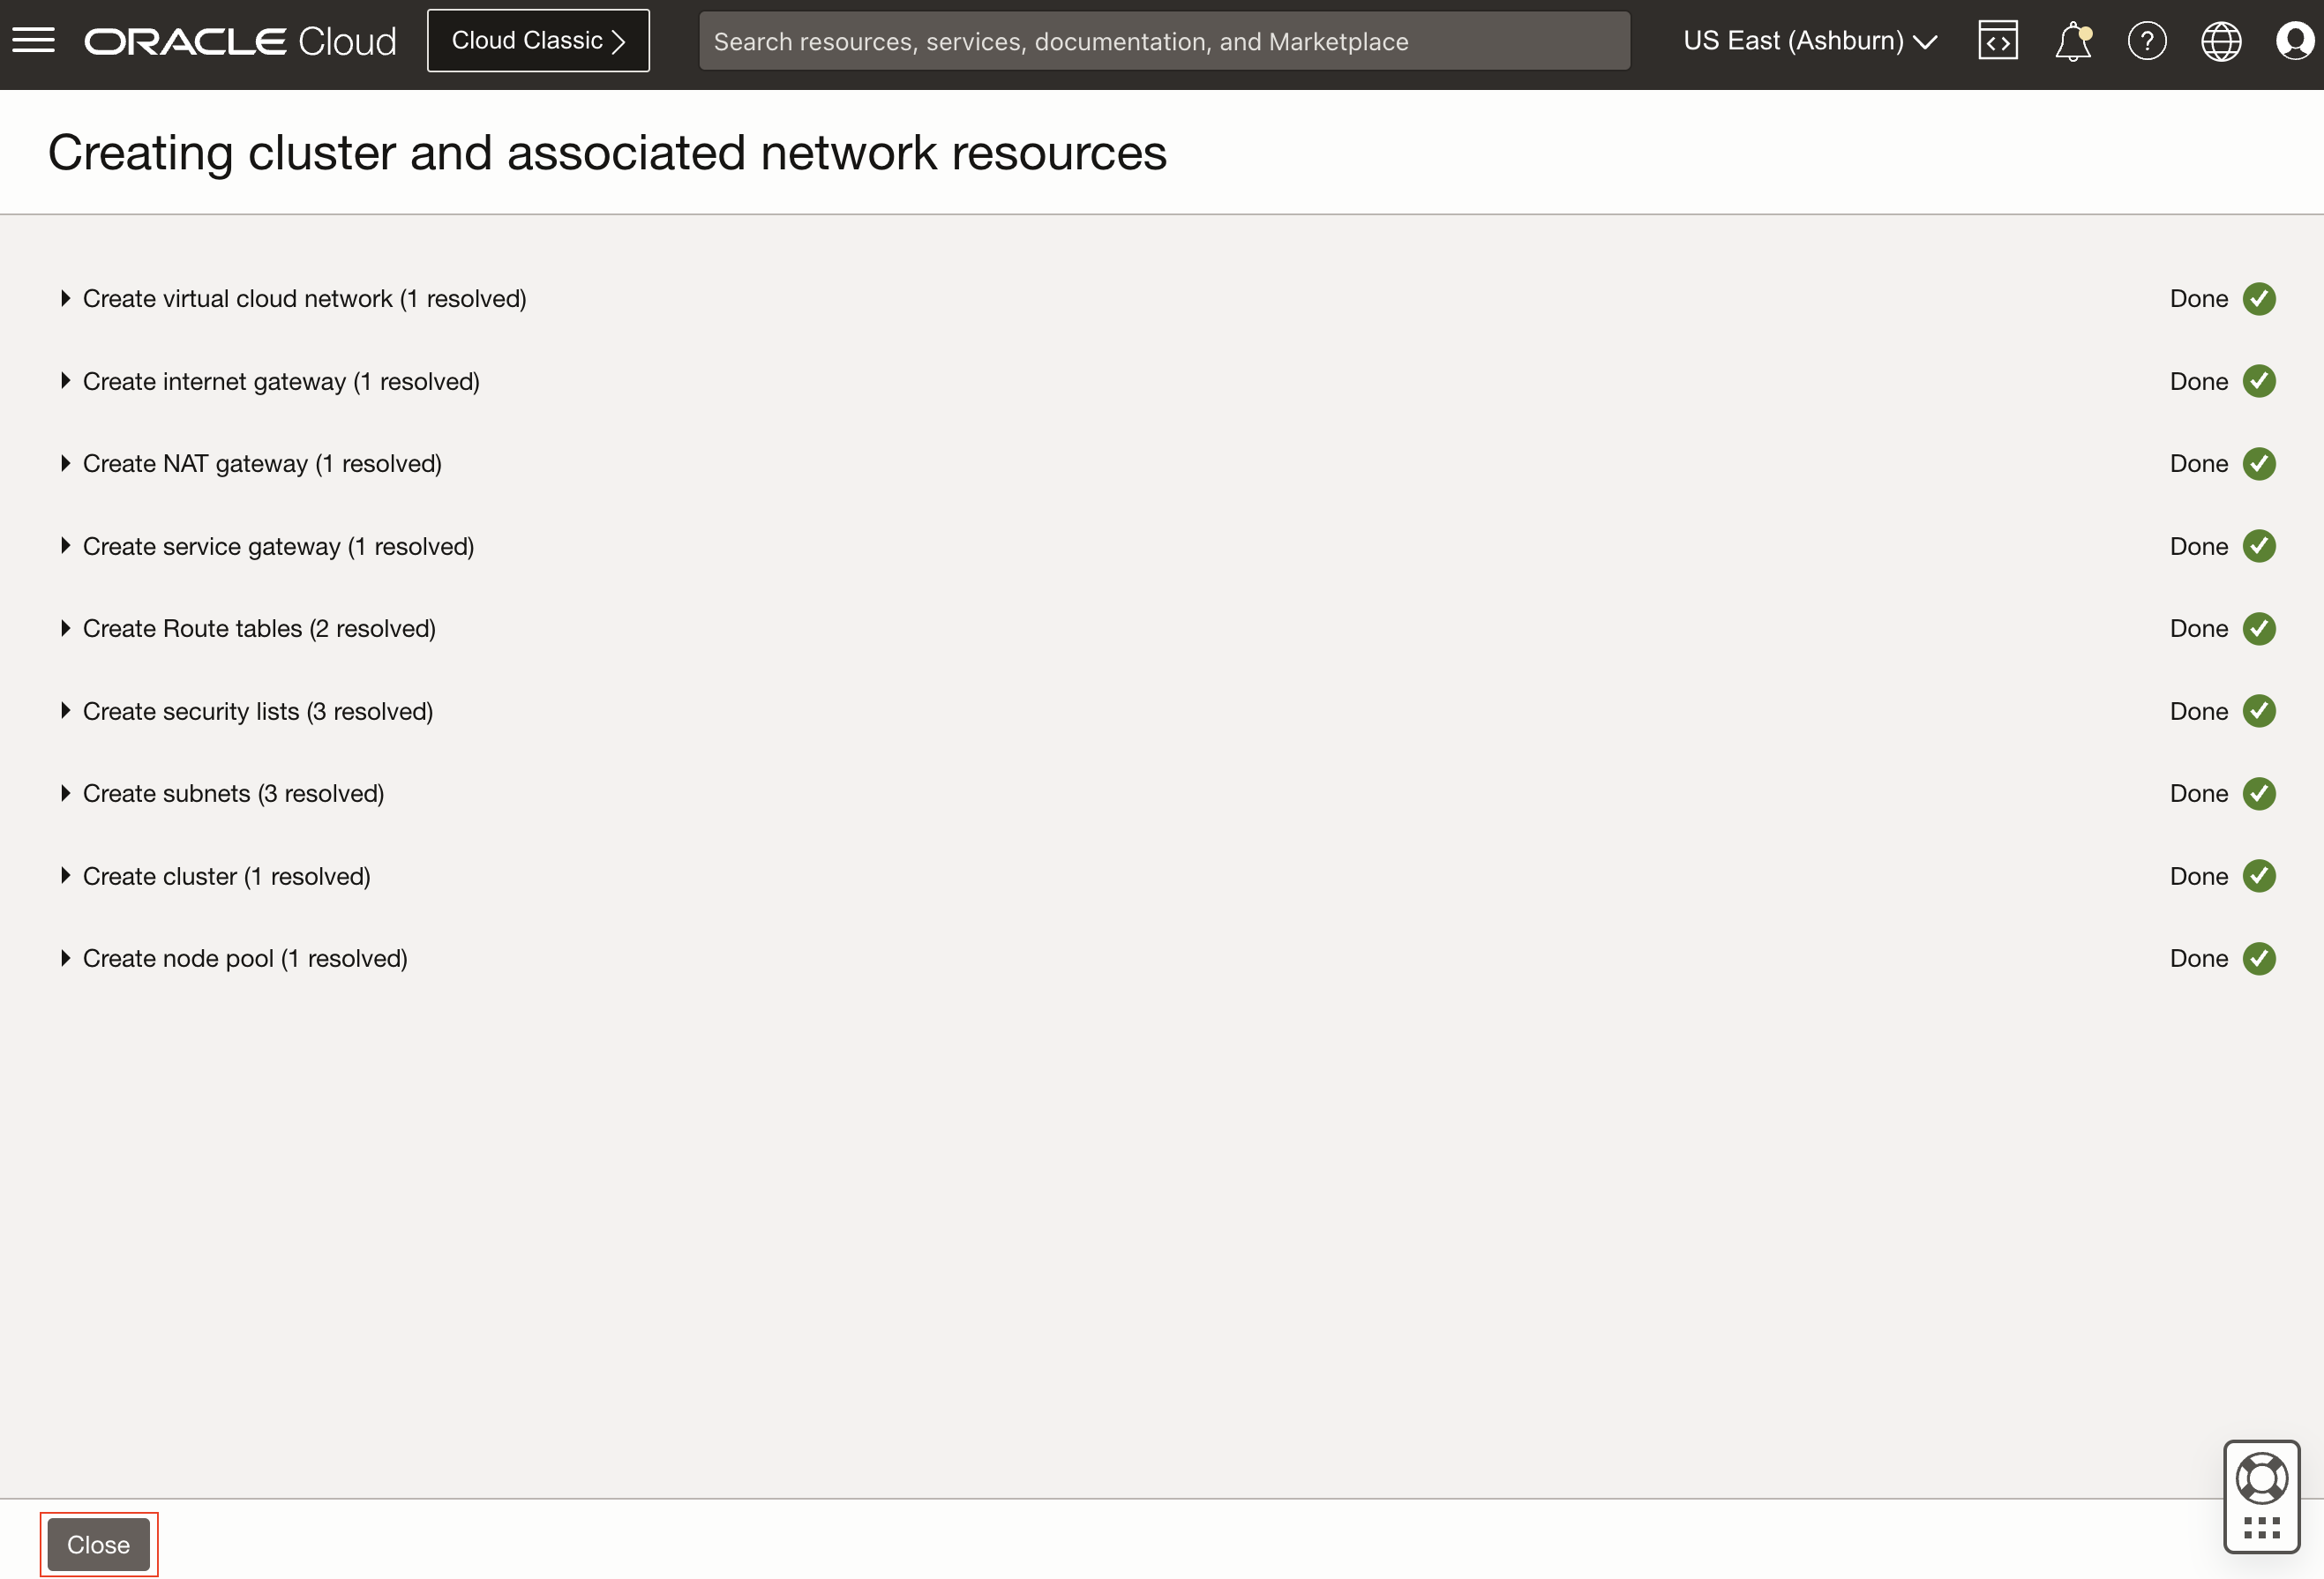 ORACLE Cloud
Cloud Classic
Search resources, services, documentation, and Marketplace
US East (Ashburn)
Creating cluster and associated network resources
Create virtual cloud network (1 resolved) Done
Create internet gateway (1 resolved) Done
Create NAT gateway (1 resolved) Done
Create service gateway (1 resolved) Done
Create Route tables (2 resolved) Done
Create security lists (3 resolved) Done
Create subnets (3 resolved) Done
Create cluster (1 resolved) Done
Create node pool (1 resolved) Done
Close